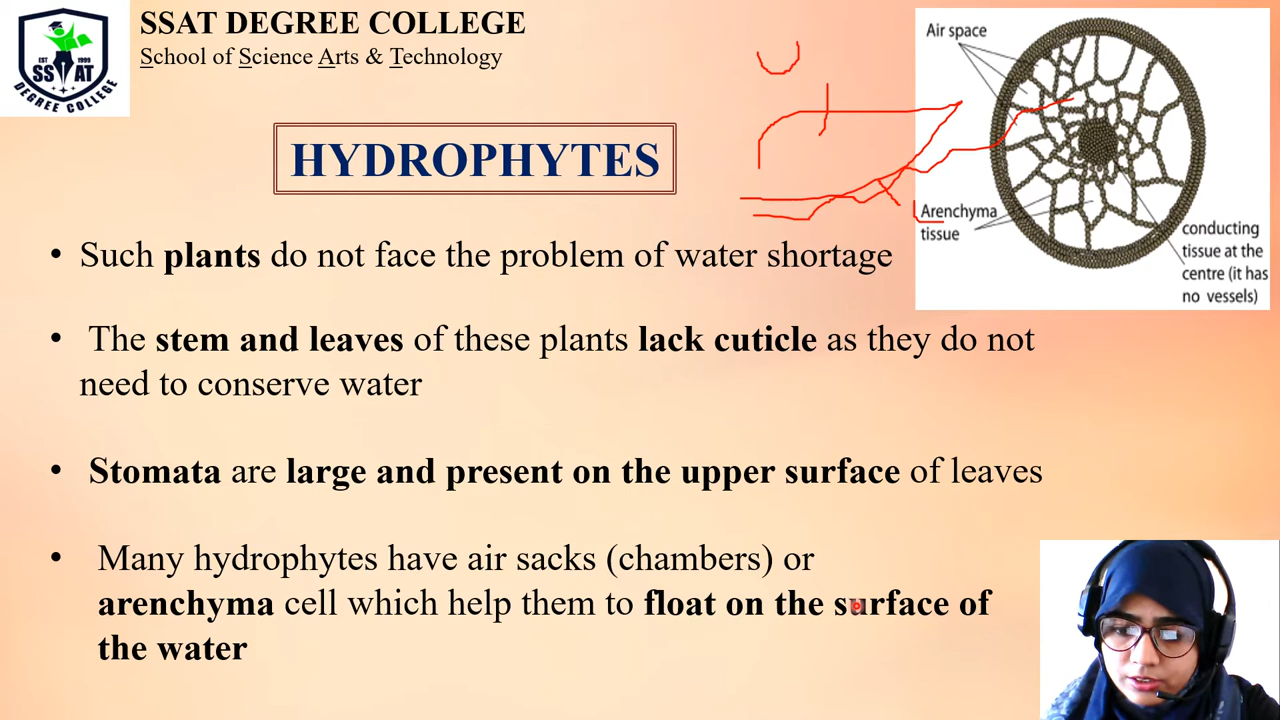 SSAT DEGREE COLLEGE
School of Science Arts & Technology
EST 1999
SSAT
DEGREE COLLEGE
HYDROPHYTES
Air space
Arenchyma
tissue
conducting
tissue at the
centre (it has
no vessels)
• Such plants do not face the problem of water shortage
• The stem and leaves of these plants lack cuticle as they do not
need to conserve water
• Stomata are large and present on the upper surface of leaves
• Many hydrophytes have air sacks (chambers) or
arenchyma cell which help them to float on the surface of
the water